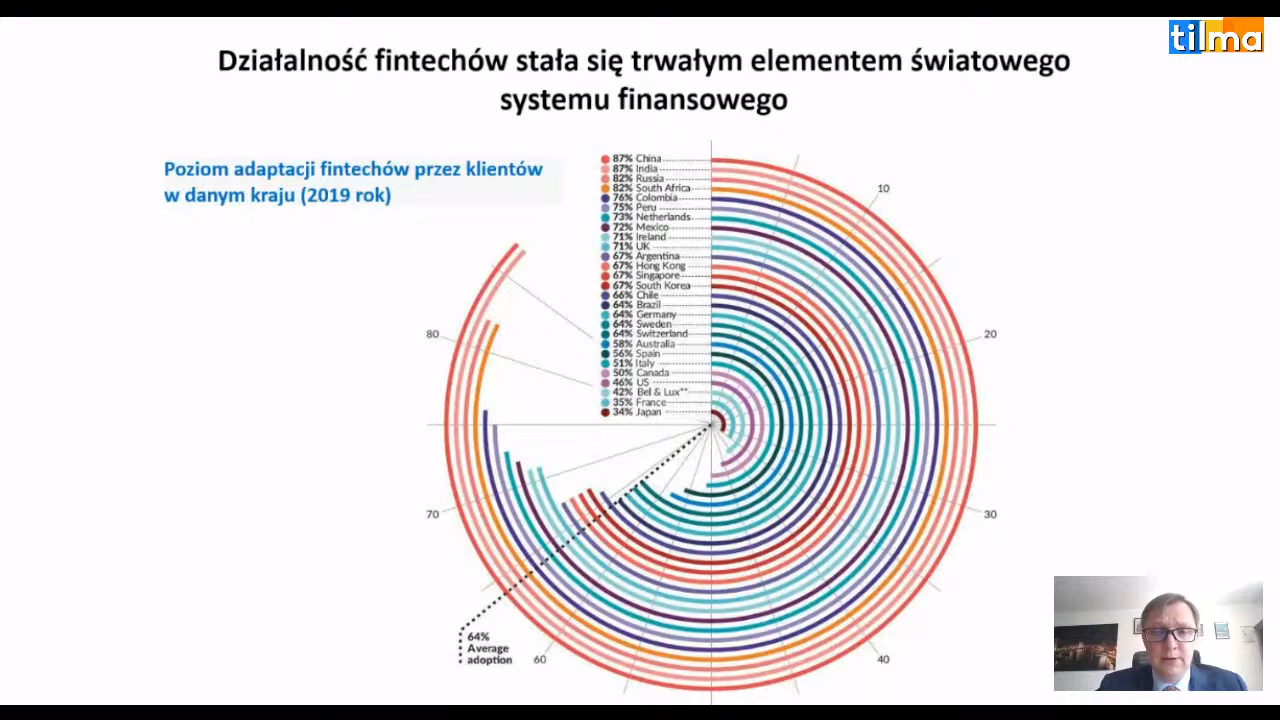 tilma
Działalność fintechów stała się trwałym elementem światowego
systemu finansowego
Poziom adaptacji fintechów przez klientów
w danym kraju (2019 rok)
87% China
87% India
82% Russia
82% South Africa
76% Colombia
75% Peru
73% Netherlands
72% Mexico
71% Ireland
71% UK
67% Argentina
67% Hong Kong
67% Singapore
67% South Korea
66% Chile
64% Brazil
64% Germany
64% Sweden
64% Switzerland
58% Australia
56% Spain
51% Italy
50% Canada
46% US
42% Bel & Lux**
35% France
34% Japan
10
20
30
40
60
70
80
64%
Average
adoption